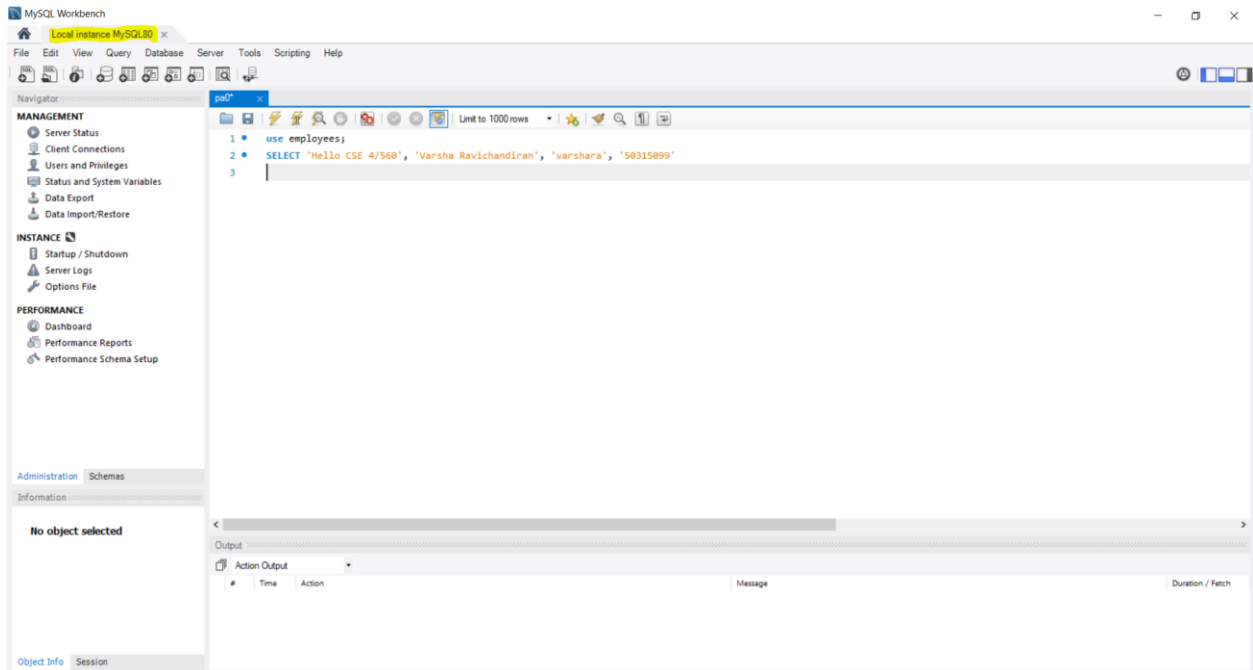 MySQL Workbench
Local instance MySQL80
File Edit View Query Database Server Tools Scripting Help
Navigator
MANAGEMENT
Server Status
Client Connections
Users and Privileges
Status and System Variables
Data Export
Data Import/Restore
INSTANCE
Startup / Shutdown
Server Logs
Options File
PERFORMANCE
Dashboard
Performance Reports
Performance Schema Setup
Administration Schemas
Information
No object selected
Object Info Session
pa0*
Limit to 1000 rows
1 use employees;
2 SELECT 'Hello CSE 4/560', 'Varsha Ravichandiran', 'varshara', '50315099'
3
Output
Action Output
# Time Action Message Duration / Fetch